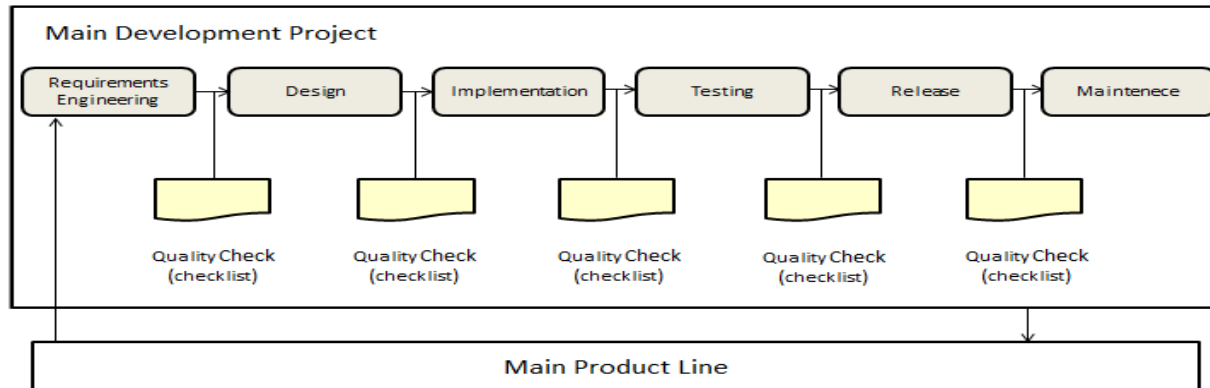 Main Development Project
Requirements
Engineering
Design
Implementation
Testing
Release
Maintenece
Quality Check
(checklist)
Quality Check
(checklist)
Quality Check
(checklist)
Quality Check
(checklist)
Quality Check
(checklist)
Main Product Line